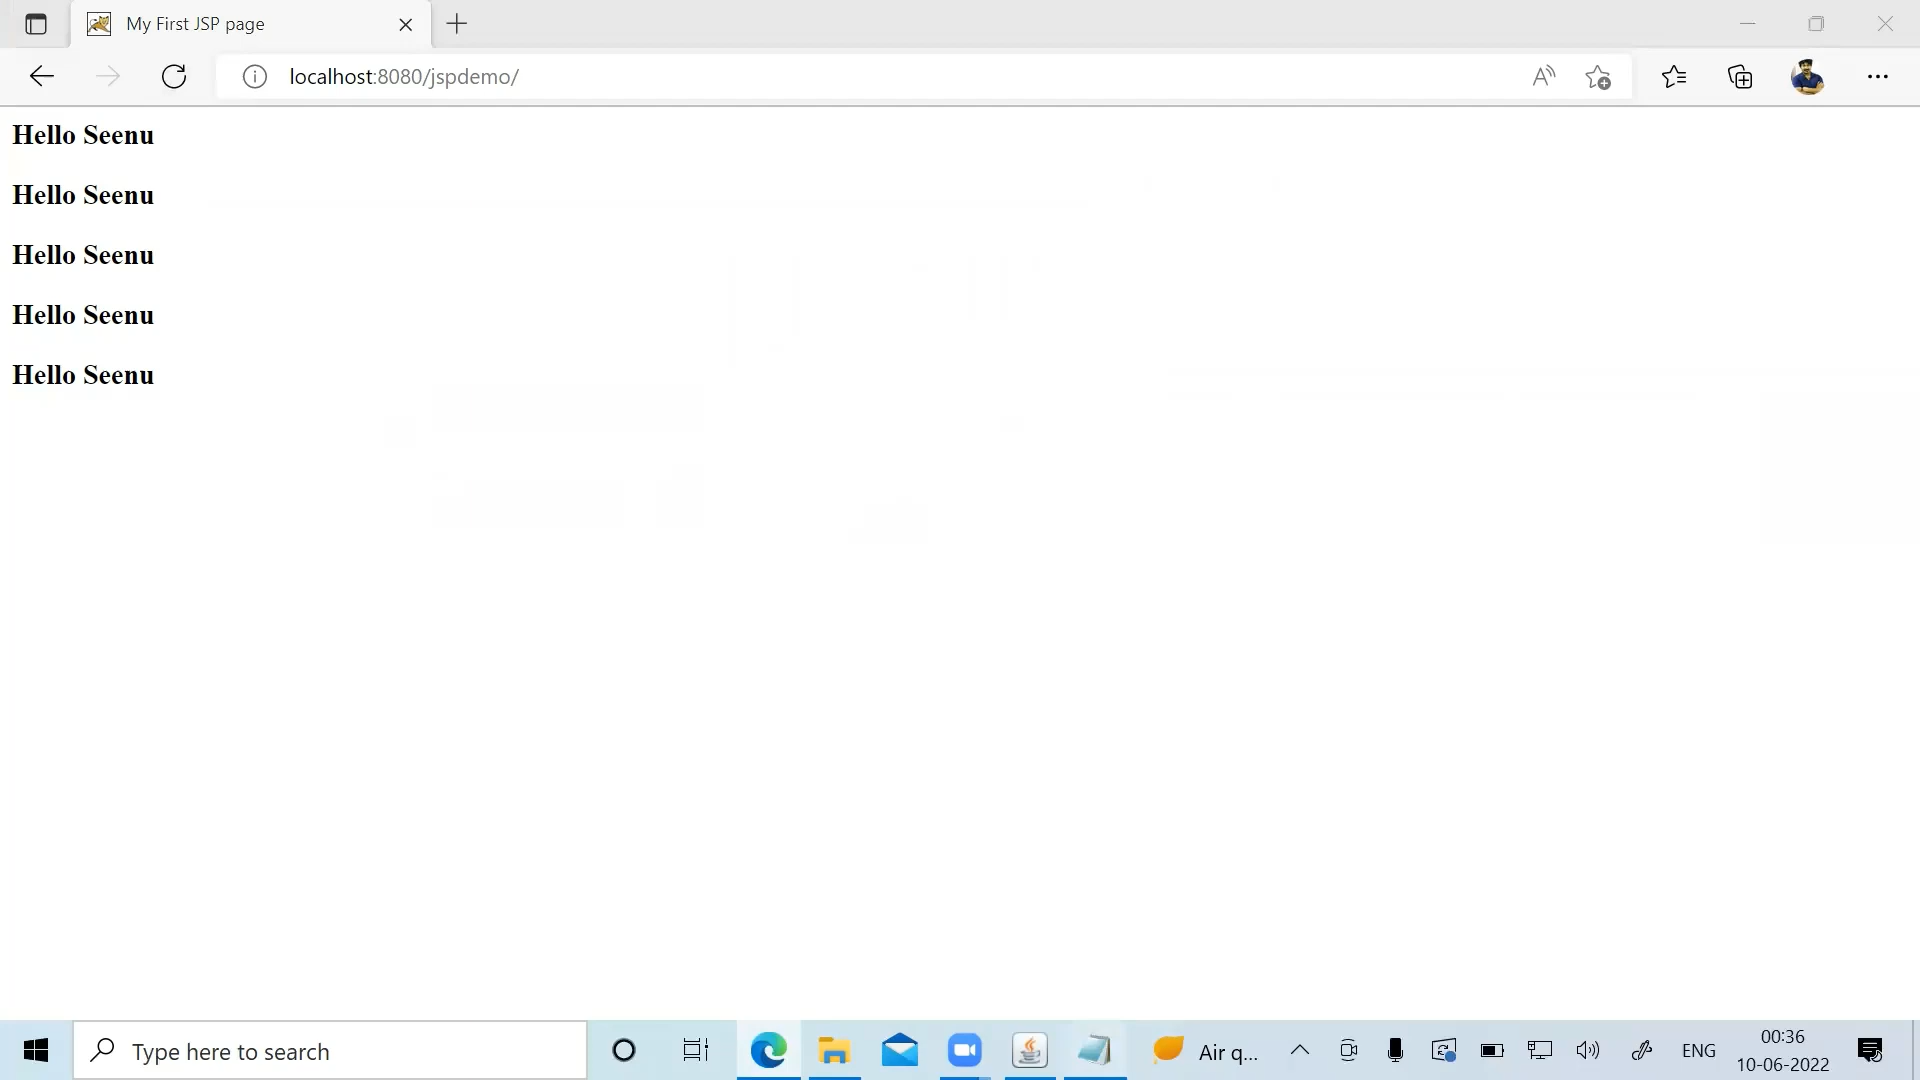 My First JSP page
localhost:8080/jspdemo/
Hello Seenu
Hello Seenu
Hello Seenu
Hello Seenu
Hello Seenu
Type here to search
Air q...
ENG
00:36
10-06-2022